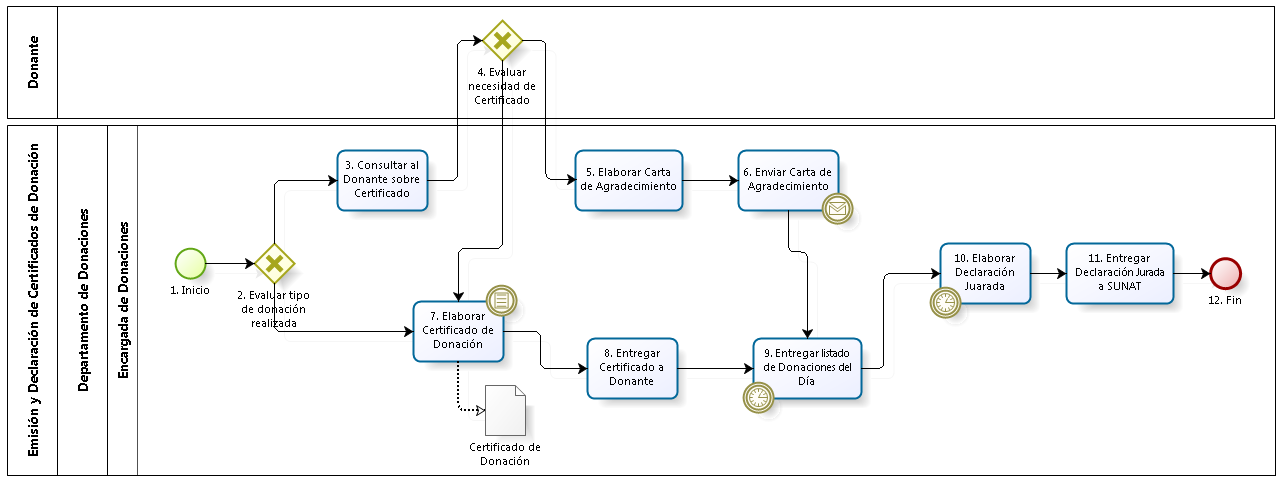 Donante
4. Evaluar
necesidad de
Certificado
Emisión y Declaración de Certificados de Donación
Departamento de Donaciones
Encargada de Donaciones
1. Inicio
2. Evaluar tipo
de donación
realizada
3. Consultar al
Donante sobre
Certificado
5. Elaborar Carta
de Agradecimiento
6. Enviar Carta de
Agradecimiento
7. Elaborar
Certificado de
Donación
Certificado de
Donación
8. Entregar
Certificado a
Donante
9. Entregar listado
de Donaciones del
Día
10. Elaborar
Declaración
Juarada
11. Entregar
Declaración Jurada
a SUNAT
12. Fin